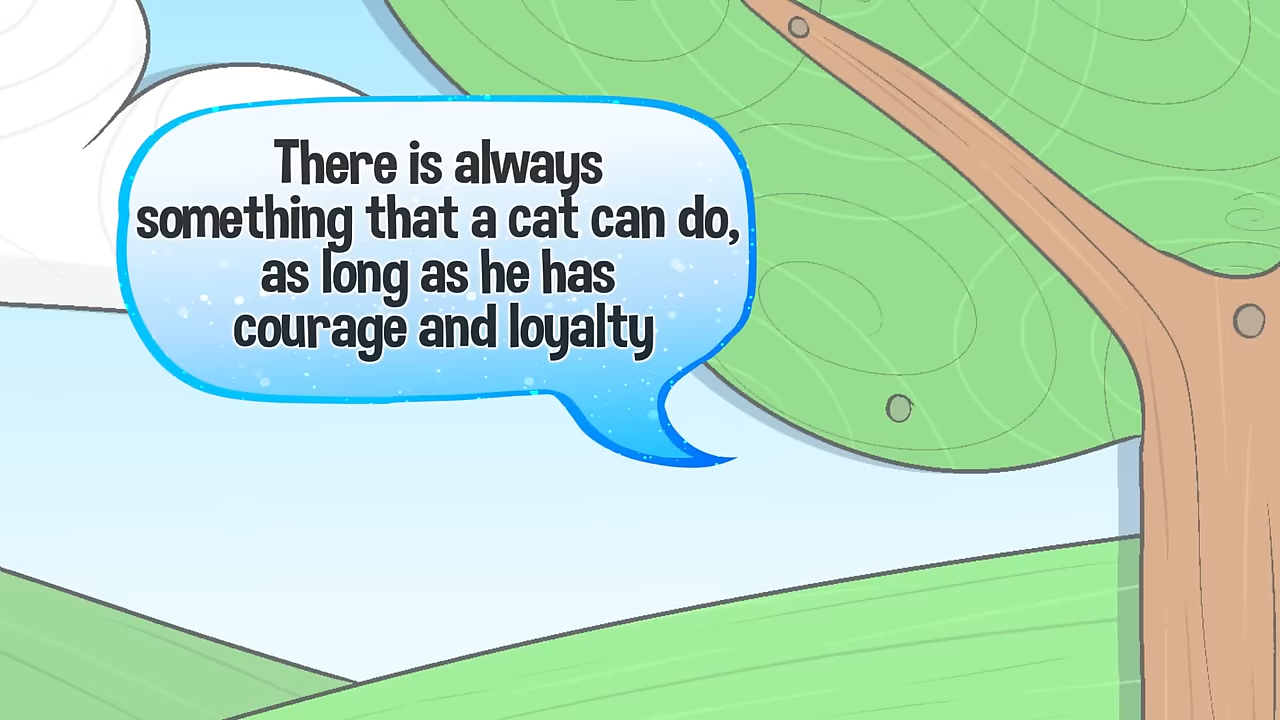 There is always
something that a cat can do,
as long as he has
courage and loyalty